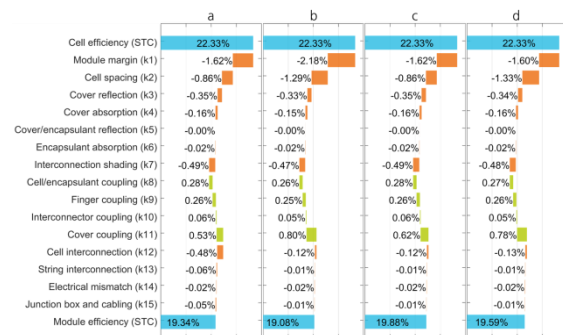 a b c d
Cell efficiency (STC) 22.33% 22.33% 22.33% 22.33%
Module margin (k1) -1.62% -2.18% -1.62% -1.60%
Cell spacing (k2) -0.86% -1.29% -0.86% -1.33%
Cover reflection (k3) -0.35% -0.33% -0.35% -0.34%
Cover absorption (k4) -0.16% -0.15% -0.16% -0.16%
Cover/encapsulant reflection (k5) -0.00% -0.00% -0.00% -0.00%
Encapsulant absorption (k6) -0.02% -0.02% -0.02% -0.02%
Interconnection shading (k7) -0.49% -0.47% -0.49% -0.48%
Cell/encapsulant coupling (k8) 0.28% 0.26% 0.28% 0.27%
Finger coupling (k9) 0.26% 0.25% 0.26% 0.26%
Interconnector coupling (k10) 0.06% 0.05% 0.06% 0.05%
Cover coupling (k11) 0.53% 0.80% 0.62% 0.78%
Cell interconnection (k12) -0.48% -0.12% -0.12% -0.13%
String interconnection (k13) -0.06% -0.01% -0.01% -0.01%
Electrical mismatch (k14) -0.02% -0.02% -0.02% -0.02%
Junction box and cabling (k15) -0.05% -0.01% -0.01% -0.01%
Module efficiency (STC) 19.34% 19.08% 19.88% 19.59%